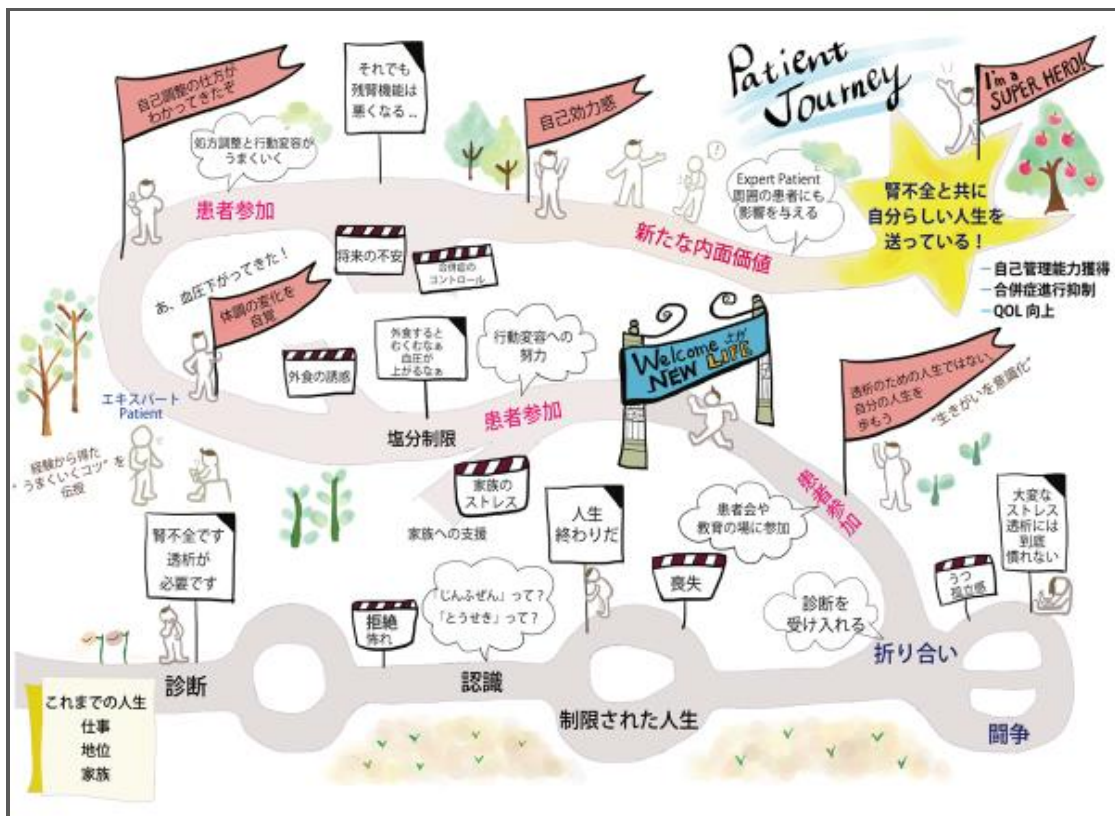 Patient
Journey
I'm a
SUPER HERO!
自己調整の仕方が
わかってきたぞ
それでも
残腎機能は
悪くなる ..
自己効力感
処方調整と行動変容が
うまくいく
患者参加
?
Expert Patient
周囲の患者にも
影響を与える
新たな内面価値
腎不全と共に
自分らしい人生を
送っている!
自己管理能力獲得
合併症進行抑制
QOL 向上
将来の不安
合併症の
コントロール
あ、血圧下がってきた!
体調の変化を
自覚
外食の誘惑
外食すると
むくむなぁ
血圧が
上がるなぁ
行動変容への
努力
患者参加
塩分制限
Welcome よか
NEW LIFE
エキスパート
Patient
経験から得た
“うまくいくコツ”を
伝授
透析のための人生ではない、
自分の人生を
歩もう
“生きがいを意識化”
家族の
ストレス
家族への支援
患者会や
教育の場に参加
患者参加
腎不全です
透析が
必要です
人生
終わりだ
大変な
ストレス
透析には
到底
慣れない
うつ
孤立感
喪失
「じんふぜん」って?
「とうせき」って?
拒絶
怖れ
診断を
受け入れる
折り合い
診断
認識
制限された人生
闘争
これまでの人生
仕事
地位
家族